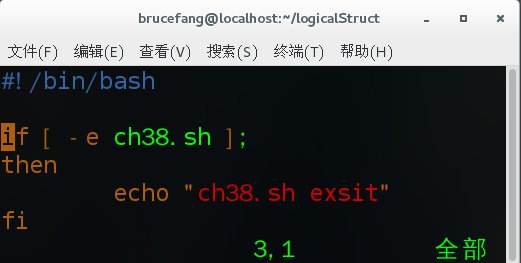 brucefang@localhost:~/logicalStruct
文件(F) 编辑(E) 查看(V) 搜索(S) 终端(T) 帮助(H)
#!/bin/bash
if [ -e ch38.sh ];
then
echo "ch38.sh exsit"
fi
3,1 全部